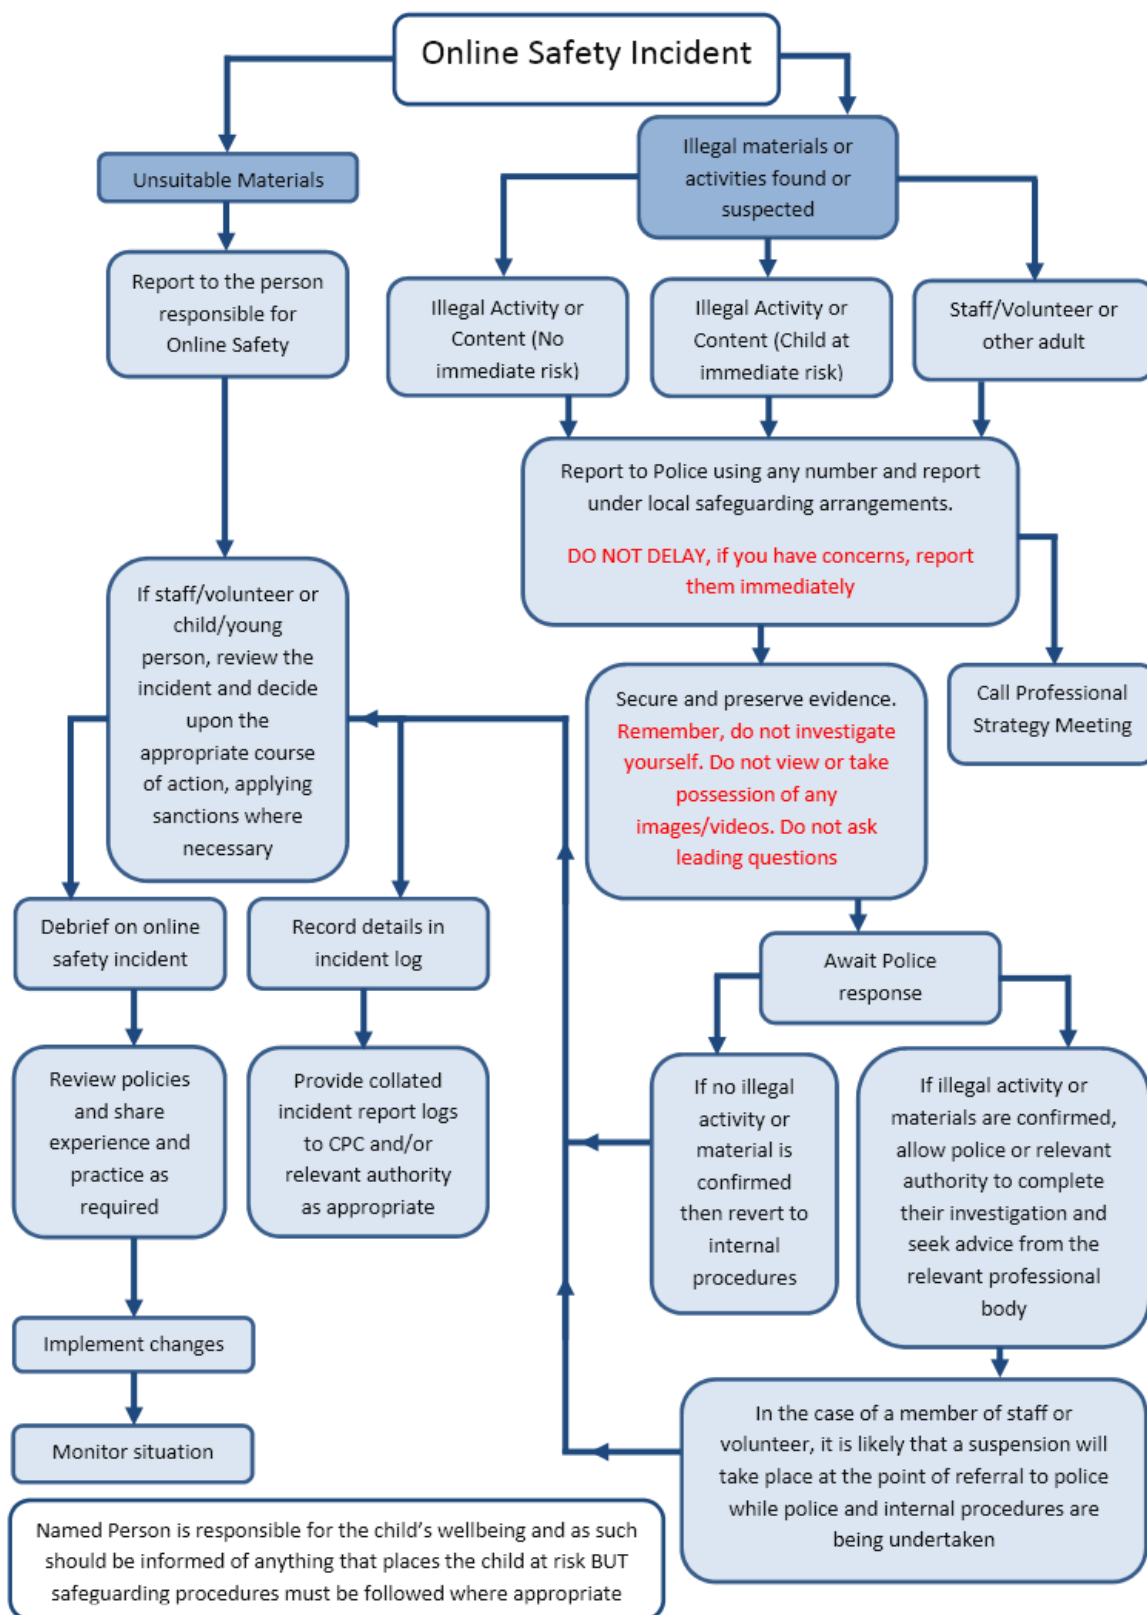 Online Safety Incident
Unsuitable Materials
Report to the person
responsible for
Online Safety
Illegal materials or
activities found or
suspected
Illegal Activity or
Content (No
immediate risk)
Illegal Activity or
Content (Child at
immediate risk)
Staff/Volunteer or
other adult
Report to Police using any number and report
under local safeguarding arrangements.
DO NOT DELAY, if you have concerns, report
them immediately
If staff/volunteer or
child/young
person, review the
incident and decide
upon the
appropriate course
of action, applying
sanctions where
necessary
Secure and preserve evidence.
Remember, do not investigate
yourself. Do not view or take
possession of any
images/videos. Do not ask
leading questions
Call Professional
Strategy Meeting
Debrief on online
safety incident
Record details in
incident log
Await Police
response
Review policies
and share
experience and
practice as
required
Provide collated
incident report logs
to CPC and/or
relevant authority
as appropriate
If no illegal
activity or
material is
confirmed
then revert to
internal
procedures
If illegal activity or
materials are confirmed,
allow police or relevant
authority to complete
their investigation and
seek advice from the
relevant professional
body
Implement changes
Monitor situation
In the case of a member of staff or
volunteer, it is likely that a suspension will
take place at the point of referral to police
while police and internal procedures are
being undertaken
Named Person is responsible for the child’s wellbeing and as such
should be informed of anything that places the child at risk BUT
safeguarding procedures must be followed where appropriate